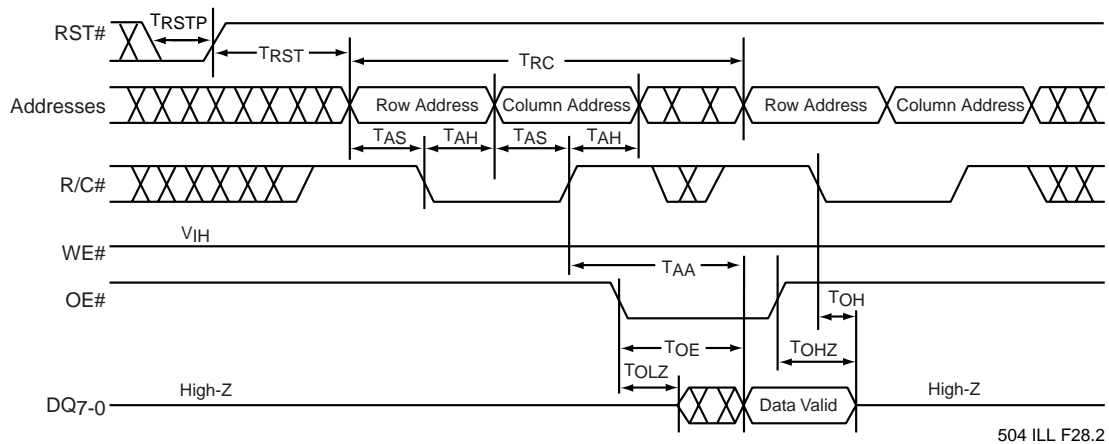 RST#
TRSTP
TRST
TRC
Addresses
Row Address
Column Address
Row Address
Column Address
TAS
TAH
TAS
TAH
R/C#
VIH
WE#
TAA
OE#
TOH
TOE
TOHZ
TOLZ
High-Z
High-Z
DQ7-0
Data Valid
504 ILL F28.2